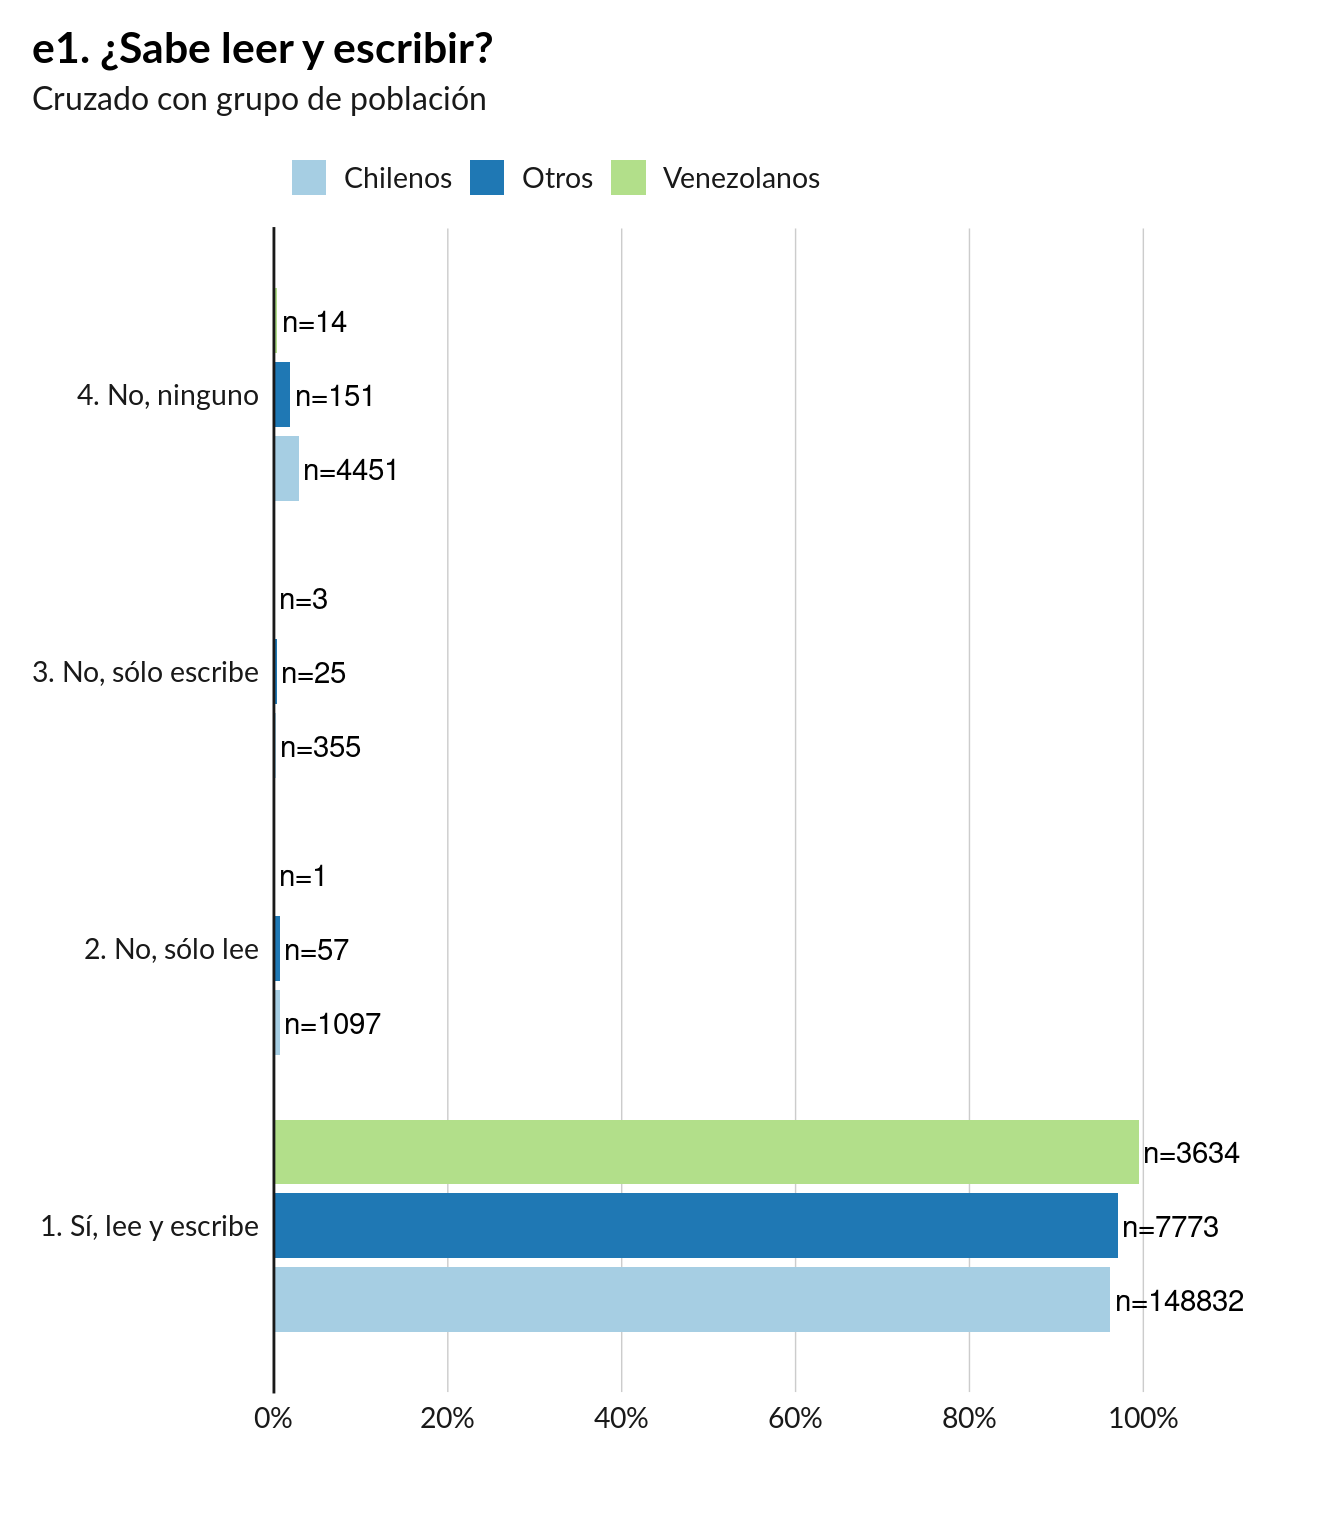 e1. ¿Sabe leer y escribir?
Cruzado con grupo de población
Chilenos Otros Venezolanos
n=14
4. No, ninguno n=151
n=4451
n=3
3. No, sólo escribe n=25
n=355
n=1
2. No, sólo lee n=57
n=1097
n=3634
1. Sí, lee y escribe n=7773
n=148832
0% 20% 40% 60% 80% 100%